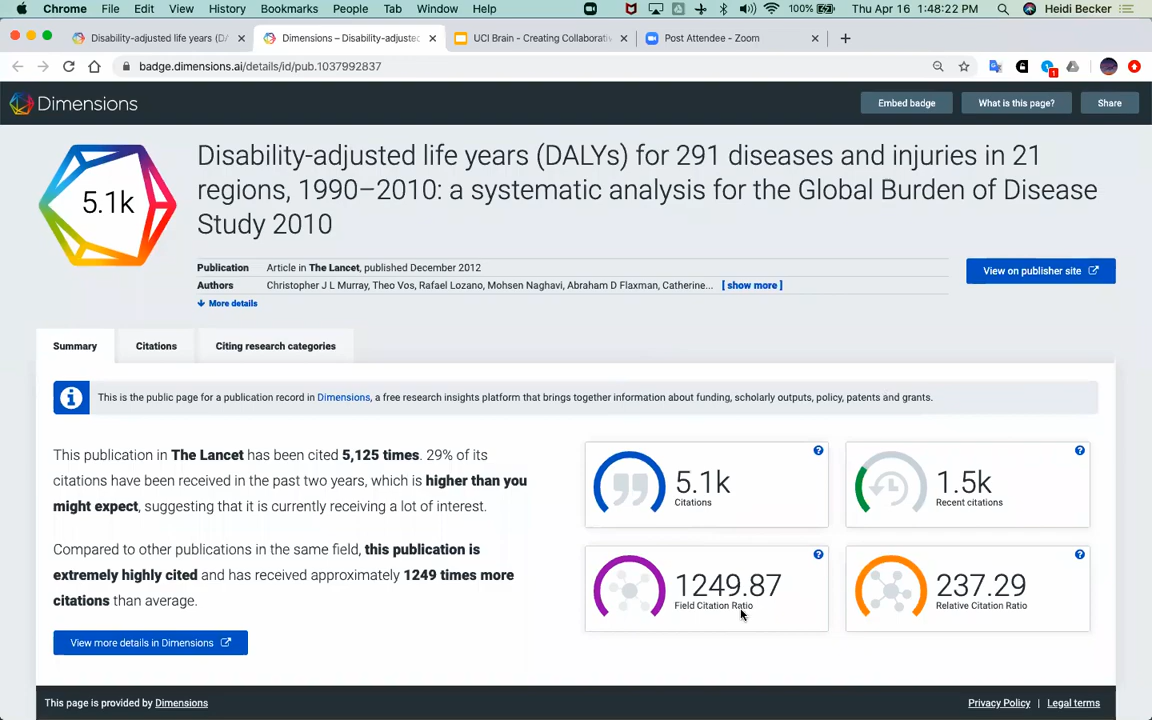 Chrome File Edit View History Bookmarks People Tab Window Help 100% Thu Apr 16 1:48:22 PM Heidi Becker
Disability-adjusted life years (DA × Dimensions – Disability-adjusted × UCI Brain - Creating Collaborativ × Post Attendee - Zoom × +
badge.dimensions.ai/details/id/pub.1037992837
Dimensions Embed badge What is this page? Share
5.1k
Disability-adjusted life years (DALYs) for 291 diseases and injuries in 21
regions, 1990–2010: a systematic analysis for the Global Burden of Disease
Study 2010
Publication Article in The Lancet, published December 2012
Authors Christopher J L Murray, Theo Vos, Rafael Lozano, Mohsen Naghavi, Abraham D Flaxman, Catherine... [ show more ]
View on publisher site
More details
Summary Citations Citing research categories
This is the public page for a publication record in Dimensions, a free research insights platform that brings together information about funding, scholarly outputs, policy, patents and grants.
This publication in The Lancet has been cited 5,125 times. 29% of its
citations have been received in the past two years, which is higher than you
might expect, suggesting that it is currently receiving a lot of interest.
Compared to other publications in the same field, this publication is
extremely highly cited and has received approximately 1249 times more
citations than average.
View more details in Dimensions
5.1k
Citations
1.5k
Recent citations
1249.87
Field Citation Ratio
237.29
Relative Citation Ratio
This page is provided by Dimensions Privacy Policy | Legal terms